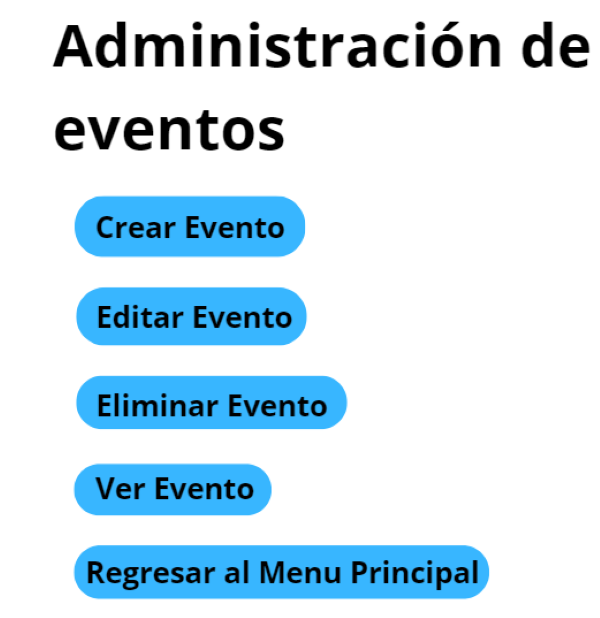 Administración de
eventos
Crear Evento
Editar Evento
Eliminar Evento
Ver Evento
Regresar al Menu Principal